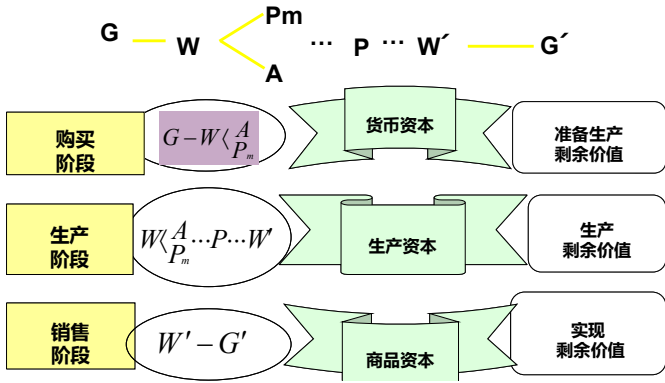 G — W < Pm A … P … W´ — G´
购买
阶段
G – W⟨ A Pm
货币资本
准备生产
剩余价值
生产
阶段
W⟨ A Pm …P…W'
生产资本
生产
剩余价值
销售
阶段
W' – G'
商品资本
实现
剩余价值